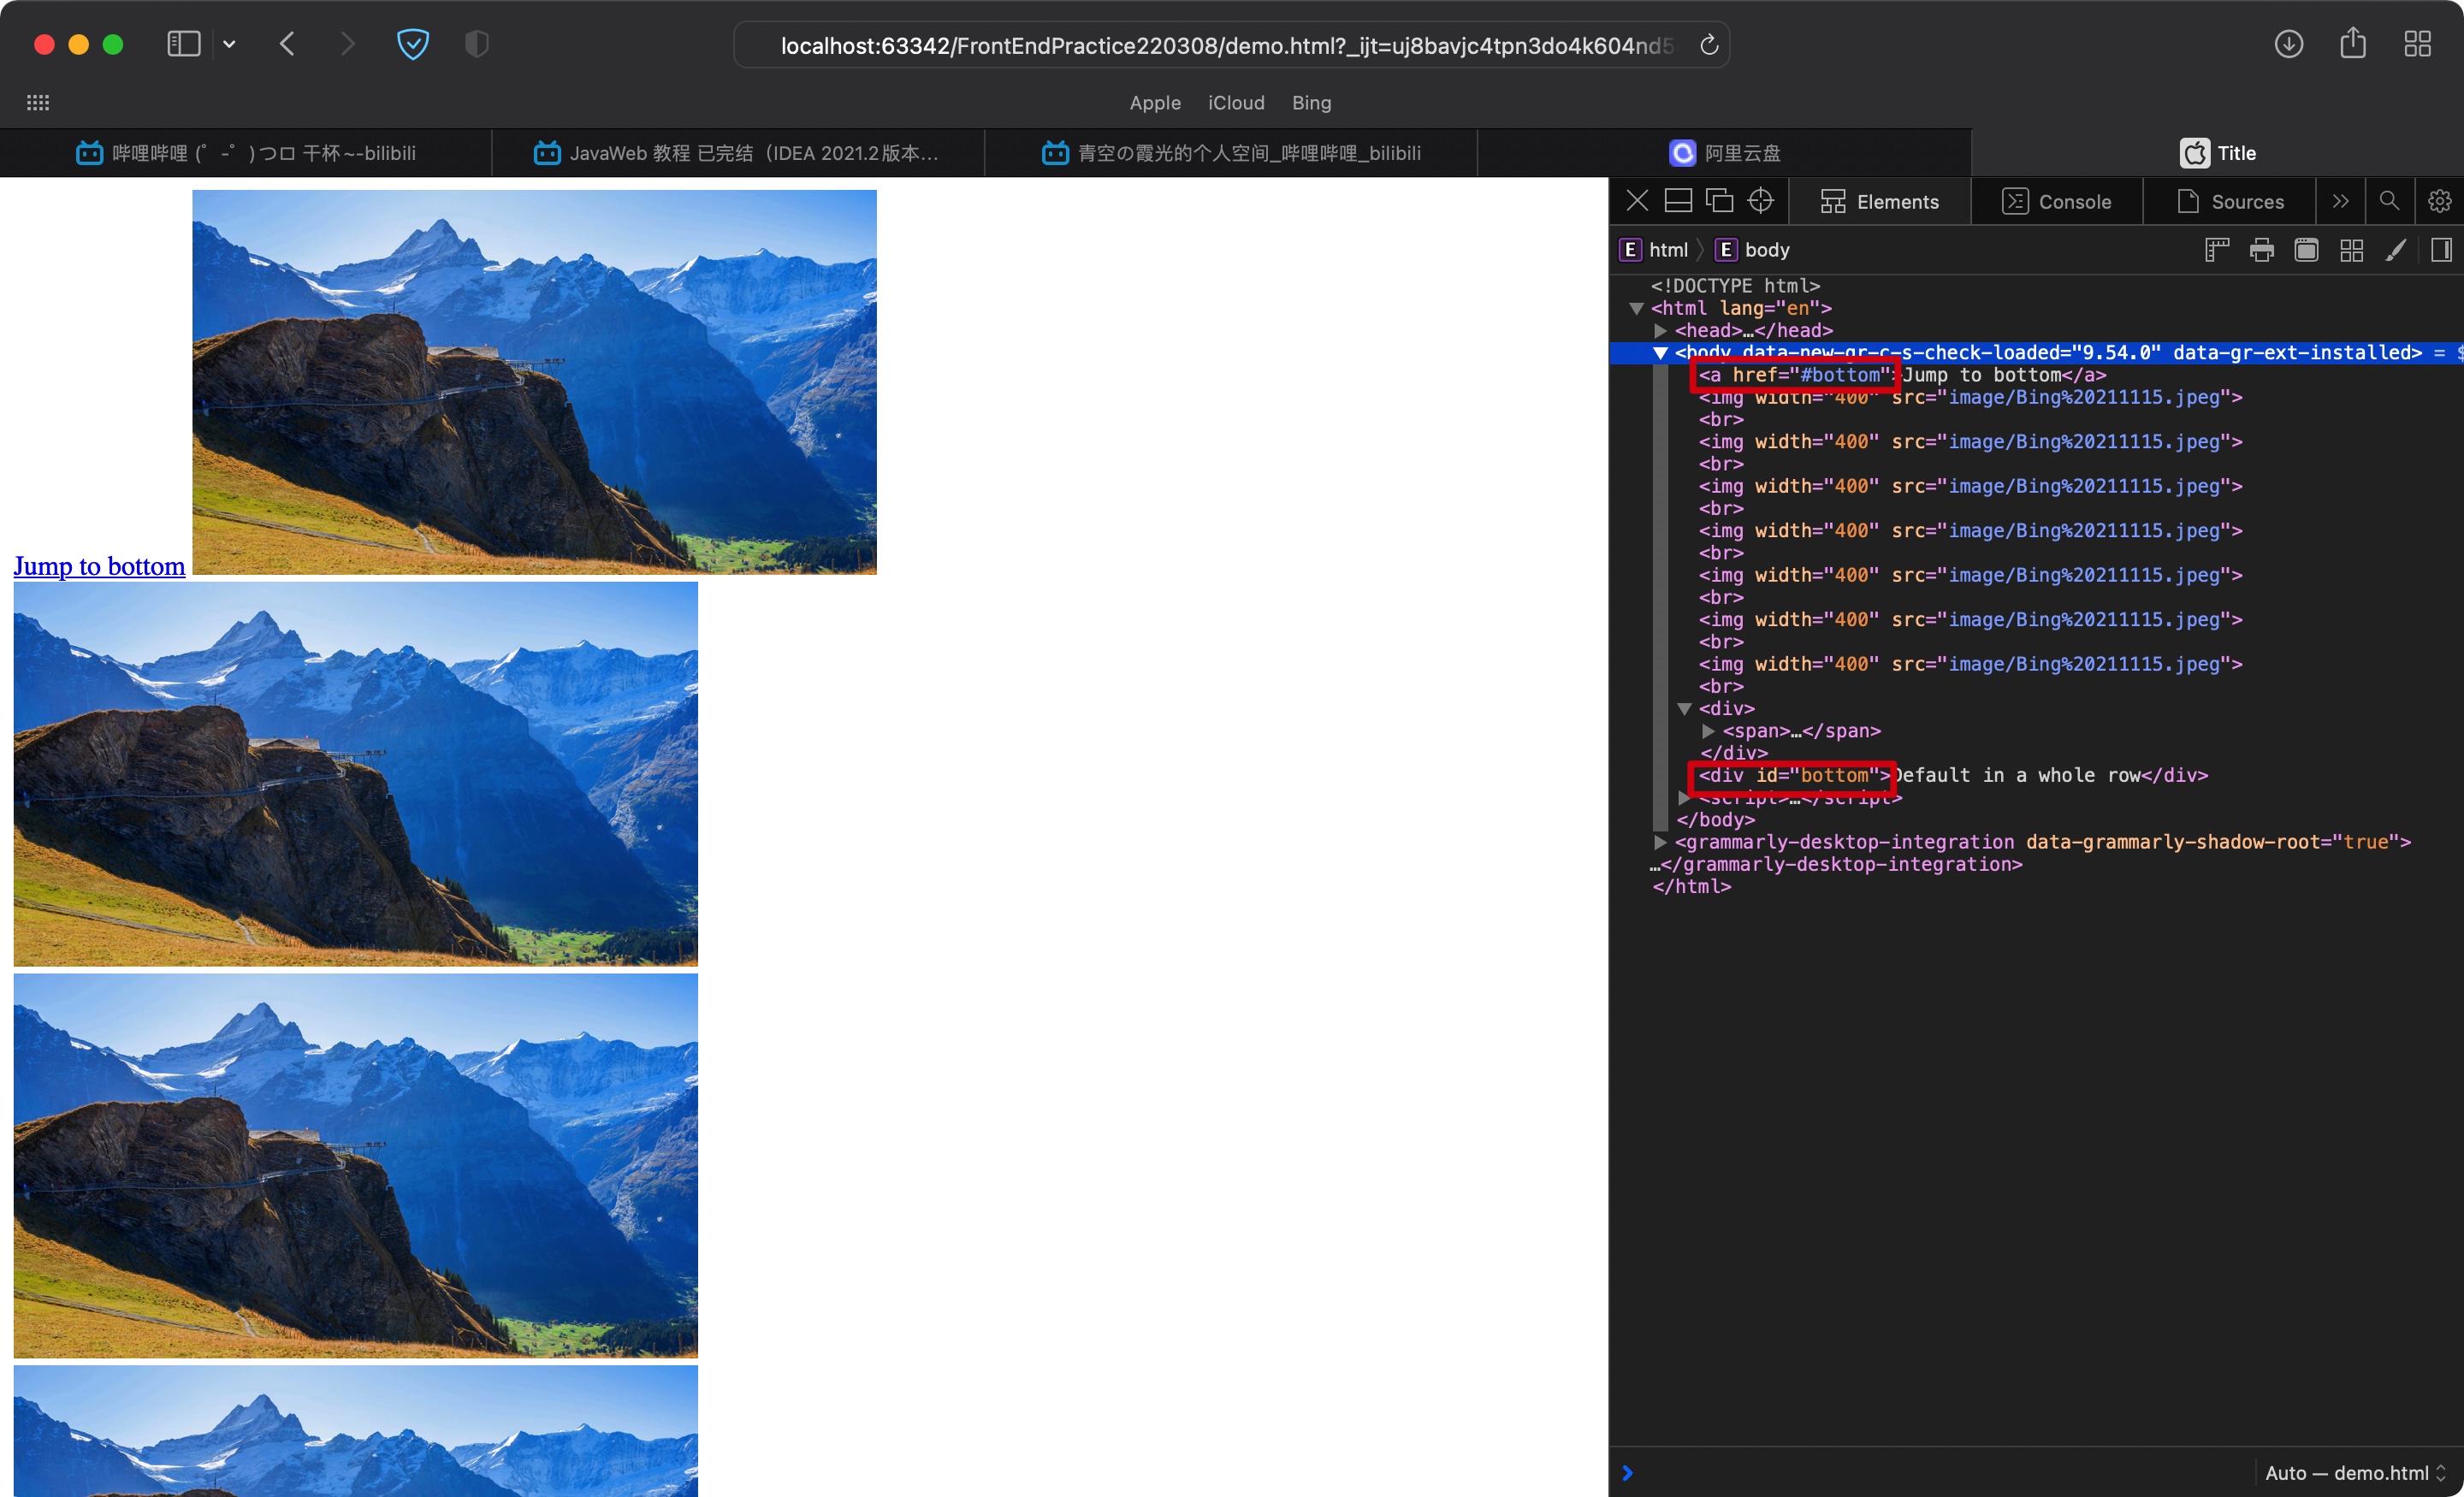 localhost:63342/FrontEndPractice220308/demo.html?_ijt=uj8bavjc4tpn3do4k604nd5
Apple iCloud Bing
哔哩哔哩 (゜-゜)つロ 干杯~-bilibili
JavaWeb 教程 已完结（IDEA 2021.2版本...
青空の霞光的个人空间_哔哩哔哩_bilibili
阿里云盘
Title
Elements Console Sources
E html E body
Jump to bottom
<!DOCTYPE html>
<html lang="en">
<head>…</head>
<body data-new-gr-c-s-check-loaded="9.54.0" data-gr-ext-installed> = $
<a href="#bottom">Jump to bottom</a>
<img width="400" src="image/Bing%20211115.jpeg">
<br>
<img width="400" src="image/Bing%20211115.jpeg">
<br>
<img width="400" src="image/Bing%20211115.jpeg">
<br>
<img width="400" src="image/Bing%20211115.jpeg">
<br>
<img width="400" src="image/Bing%20211115.jpeg">
<br>
<img width="400" src="image/Bing%20211115.jpeg">
<br>
<img width="400" src="image/Bing%20211115.jpeg">
<br>
<div>
<span>…</span>
</div>
<div id="bottom">Default in a whole row</div>
<script>…</script>
</body>
<grammarly-desktop-integration data-grammarly-shadow-root="true">
…</grammarly-desktop-integration>
</html>
Auto — demo.html